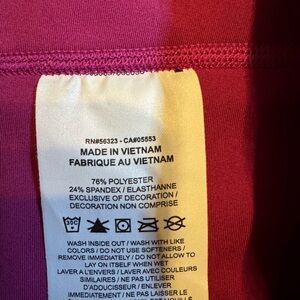 RN#56323 - CA#05553
MADE IN VIETNAM
FABRIQUE AU VIETNAM
76% POLYESTER
24% SPANDEX / ELASTHANNE
EXCLUSIVE OF DECORATION /
DECORATION NON COMPRISE
WASH INSIDE OUT / WASH WITH LIKE
COLORS / DO NOT USE SOFTENERS /
REMOVE IMMEDIATELY / DO NOT ALLOW TO
LAY ON ITSELF WHEN WET
LAVER A L'ENVERS / LAVER AVEC COULEURS
SIMILAIRES / NE PAS UTILISER
D'ADDUCISSEUR / ENLEVER
IMMEDIATEMENT / NE PAS LAISSER LE